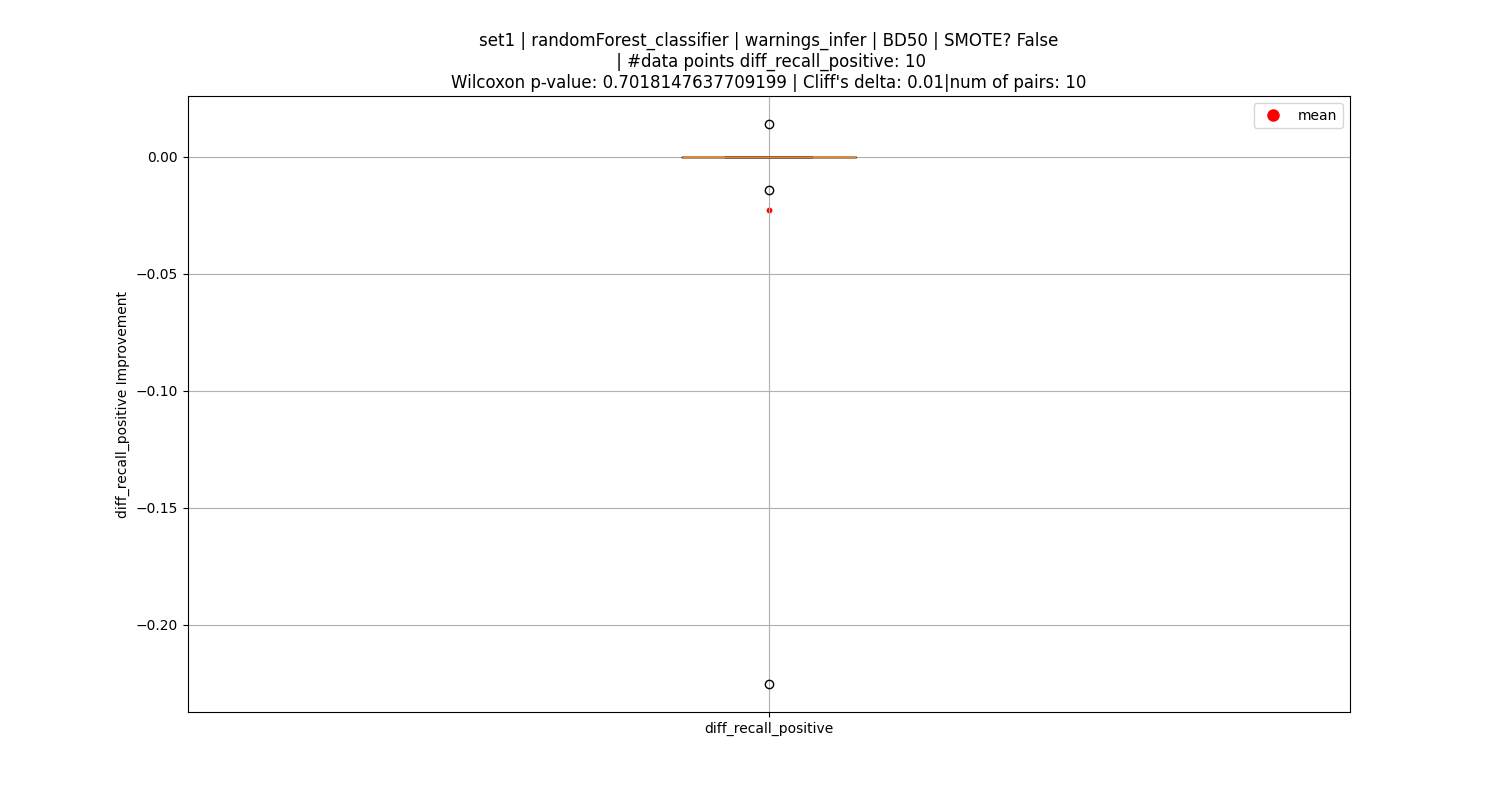 set1 | randomForest_classifier | warnings_infer | BD50 | SMOTE? False
| #data points diff_recall_positive: 10
Wilcoxon p-value: 0.7018147637709199 | Cliff's delta: 0.01|num of pairs: 10
mean
0.00
−0.05
−0.10
−0.15
−0.20
diff_recall_positive Improvement
diff_recall_positive